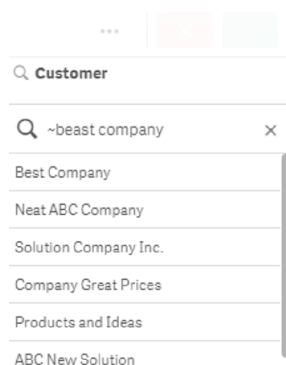 Customer
~beast company
Best Company
Neat ABC Company
Solution Company Inc.
Company Great Prices
Products and Ideas
ABC New Solution